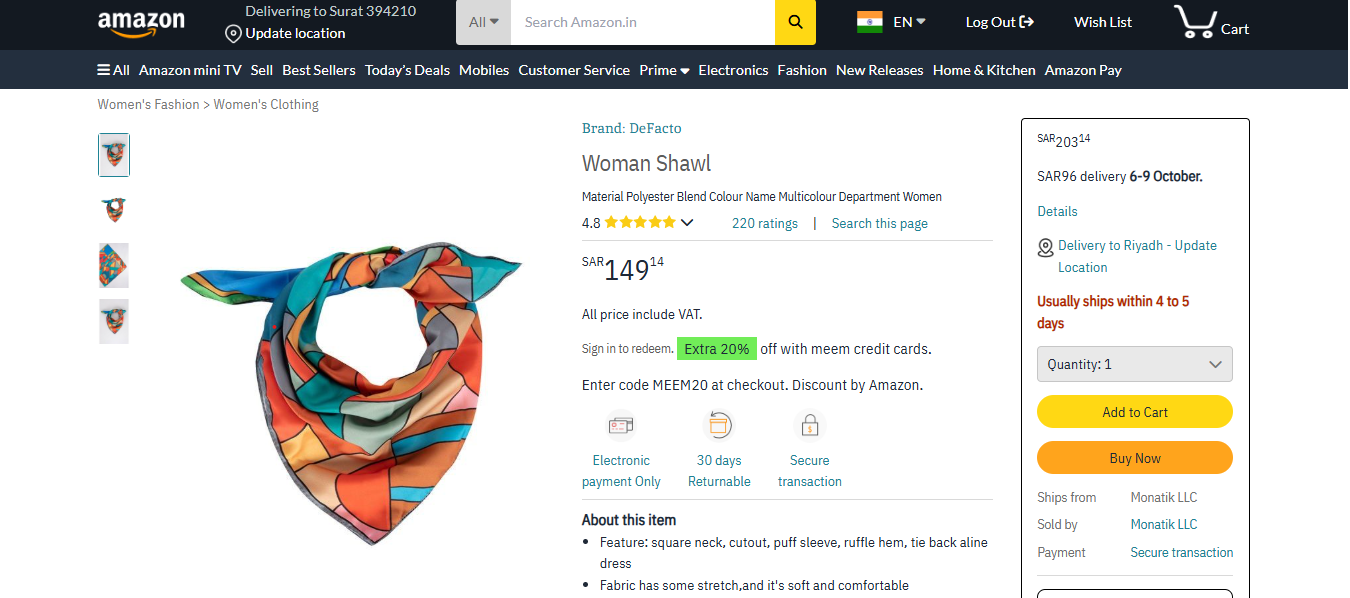 amazon
Delivering to Surat 394210
Update location
All
Search Amazon.in
EN
Log Out
Wish List
Cart
All Amazon mini TV Sell Best Sellers Today's Deals Mobiles Customer Service Prime Electronics Fashion New Releases Home & Kitchen Amazon Pay
Women's Fashion > Women's Clothing
Brand: DeFacto
Woman Shawl
Material Polyester Blend Colour Name Multicolour Department Women
4.8 220 ratings | Search this page
SAR14914
All price include VAT.
Sign in to redeem. Extra 20% off with meem credit cards.
Enter code MEEM20 at checkout. Discount by Amazon.
Electronic
payment Only
30 days
Returnable
Secure
transaction
About this item
Feature: square neck, cutout, puff sleeve, ruffle hem, tie back aline
dress
Fabric has some stretch,and it's soft and comfortable
SAR20314
SAR96 delivery 6-9 October.
Details
Delivery to Riyadh - Update
Location
Usually ships within 4 to 5
days
Quantity: 1
Add to Cart
Buy Now
Ships from Monatik LLC
Sold by Monatik LLC
Payment Secure transaction